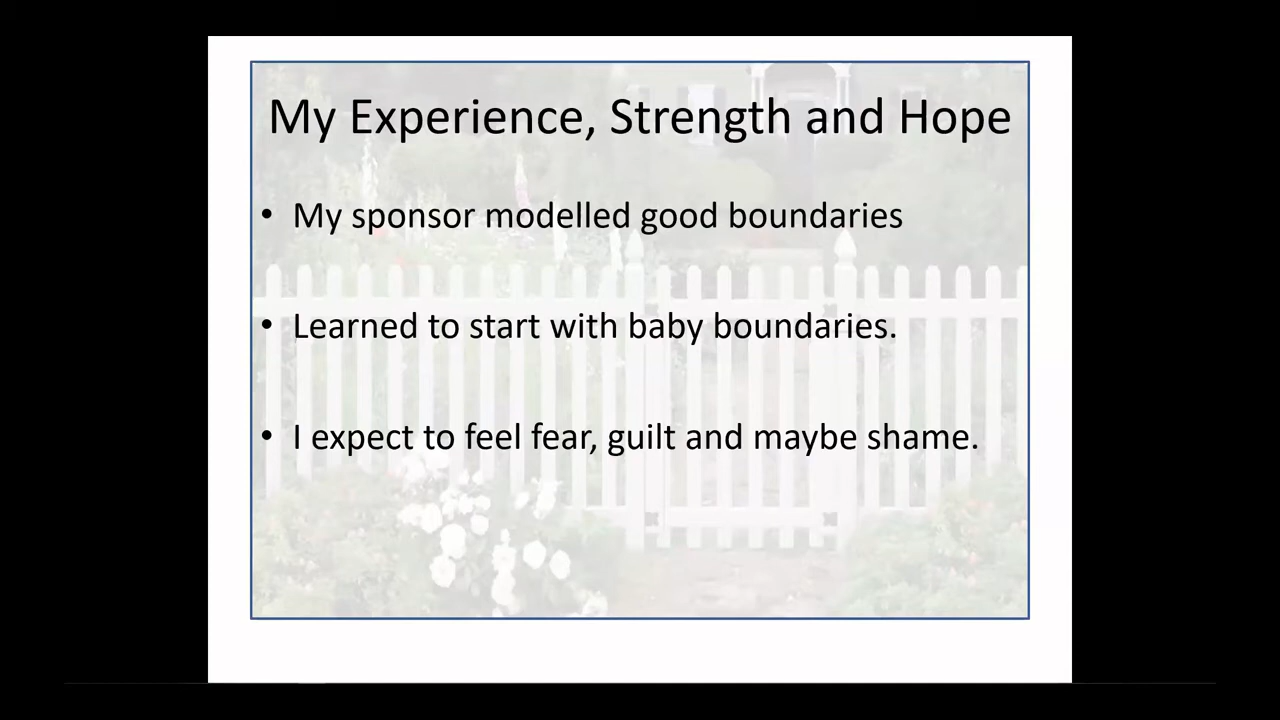 My Experience, Strength and Hope
• My sponsor modelled good boundaries
• Learned to start with baby boundaries.
• I expect to feel fear, guilt and maybe shame.